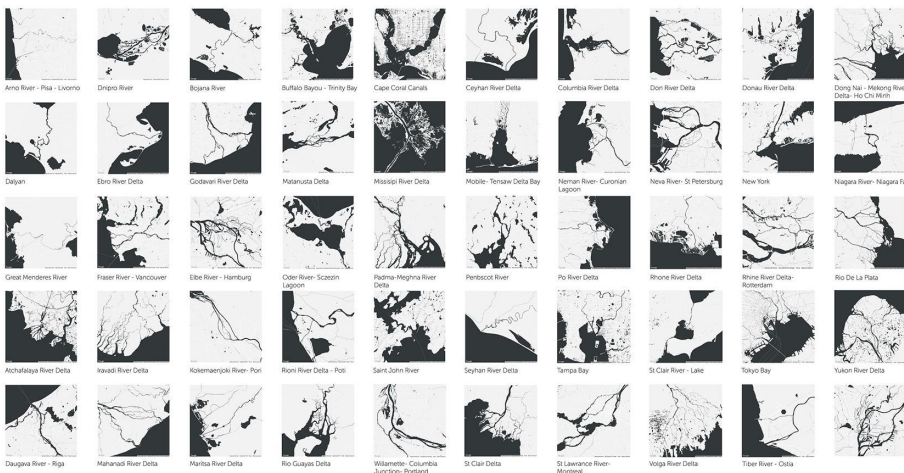 Arno River - Pisa - Livorno
Dnipro River
Bojana River
Buffalo Bayou - Trinity Bay
Cape Coral Canals
Ceyhan River Delta
Columbia River Delta
Don River Delta
Donau River Delta
Dong Nai - Mekong River
Delta- Ho Chi Minh
Dalyan
Ebro River Delta
Godavari River Delta
Matanusta Delta
Missisipi River Delta
Mobile- Tensaw Delta Bay
Neman River- Curonian
Lagoon
Neva River- St Petersburg
New York
Niagara River- Niagara Fa
Great Menderes River
Fraser River - Vancouver
Elbe River - Hamburg
Oder River- Sczezin
Lagoon
Padma-Meghna River
Delta
Penbscot River
Po River Delta
Rhone River Delta
Rhine River Delta-
Rotterdam
Rio De La Plata
Atchafalaya River Delta
Iravadi River Delta
Kokemaenjoki River- Pori
Rioni River Delta - Poti
Saint John River
Seyhan River Delta
Tampa Bay
St Clair River - Lake
Tokyo Bay
Yukon River Delta
Daugava River - Riga
Mahanadi River Delta
Maritsa River Delta
Rio Guayas Delta
Willamette- Columbia
Junction- Portland
St Clair Delta
St Lawrance River-
Montreal
Volga River Delta
Tiber River - Ostia